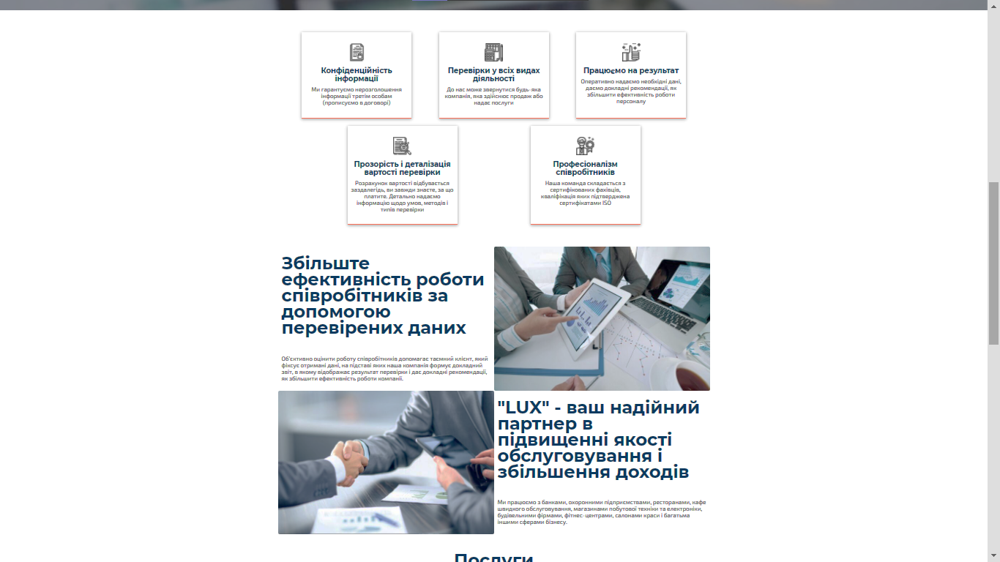 Конфіденційність
інформації
Ми гарантуємо нерозголошення
інформації третім особам
(прописуємо в договорі)
Перевірки у всіх видах
діяльності
До нас може звернутися будь-яка
компанія, яка здійснює продаж або
надає послуги
Працюємо на результат
Оперативно надаємо необхідні дані,
даємо докладні рекомендації, як
збільшити ефективність роботи
персоналу
Прозорість і деталізація
вартості перевірки
Розрахунок вартості відбувається
заздалегідь, ви завжди знаєте, за що
платите. Детально надаємо
інформацію щодо умов, методів і
типів перевірки
Професіоналізм
співробітників
Наша команда складається з
сертифікованих фахівців,
кваліфікація яких підтверджена
сертифікатами ISO
Збільште
ефективність роботи
співробітників за
допомогою
перевірених даних
Об'єктивно оцінити роботу співробітників допомагає таємний клієнт, який
фіксує отримані дані, на підставі яких наша компанія формує докладний
звіт, в якому відображає результат перевірки і дає докладні рекомендації,
як збільшити ефективність роботи компанії.
"LUX" - ваш надійний
партнер в
підвищенні якості
обслуговування і
збільшення доходів
Ми працюємо з банками, охоронними підприємствами, ресторанами, кафе
швидкого обслуговування, магазинами побутової техніки та електроніки,
будівельними фірмами, фітнес-центрами, салонами краси і багатьма
іншими сферами бізнесу.
Послуги